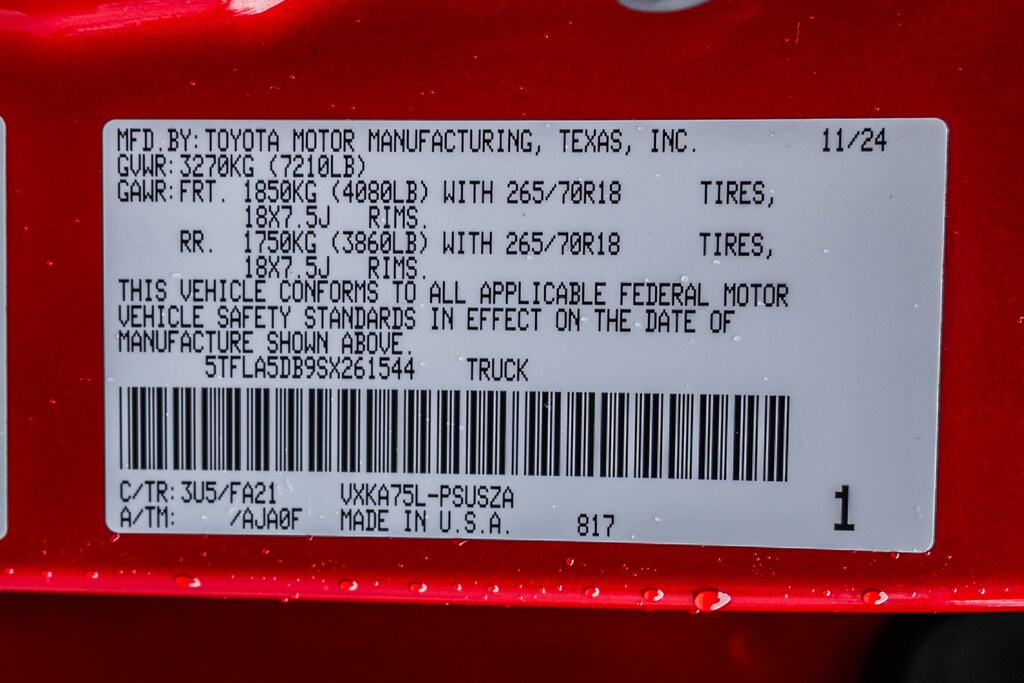 MFD.BY:TOYOTA MOTOR MANUFACTURING, TEXAS, INC. 11/24
GVWR:3270KG (7210LB)
GAWR:FRT. 1850KG (4080LB) WITH 265/70R18 TIRES,
18X7.5J RIMS.
RR. 1750KG (3860LB) WITH 265/70R18 TIRES,
18X7.5J RIMS.
THIS VEHICLE CONFORMS TO ALL APPLICABLE FEDERAL MOTOR
VEHICLE SAFETY STANDARDS IN EFFECT ON THE DATE OF
MANUFACTURE SHOWN ABOVE.
5TFLA5DB9SX261544 TRUCK
C/TR:3U5/FA21 VXKA75L-PSUSZA
A/TM: /AJA0F MADE IN U.S.A. 817 1